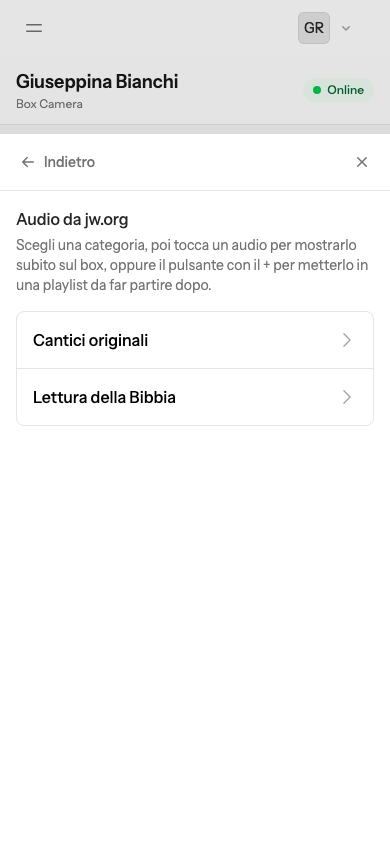 GR
Giuseppina Bianchi
Box Camera
Online
Indietro
Audio da jw.org
Scegli una categoria, poi tocca un audio per mostrarlo
subito sul box, oppure il pulsante con il + per metterlo in
una playlist da far partire dopo.
Cantici originali
Lettura della Bibbia